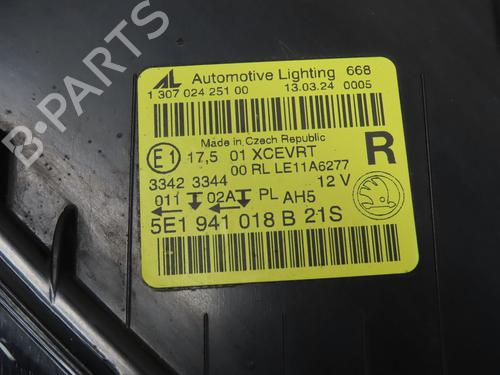 AL Automotive Lighting 668
1 307 024 251 00 13.03.24 0005
Made in Czech Republic
E1 17,5 01 XCEVRT R
00 RL LE11A6277
3342 3344 12 V
011 02A PL AH5
5E1 941 018 B 21S
B-PARTS